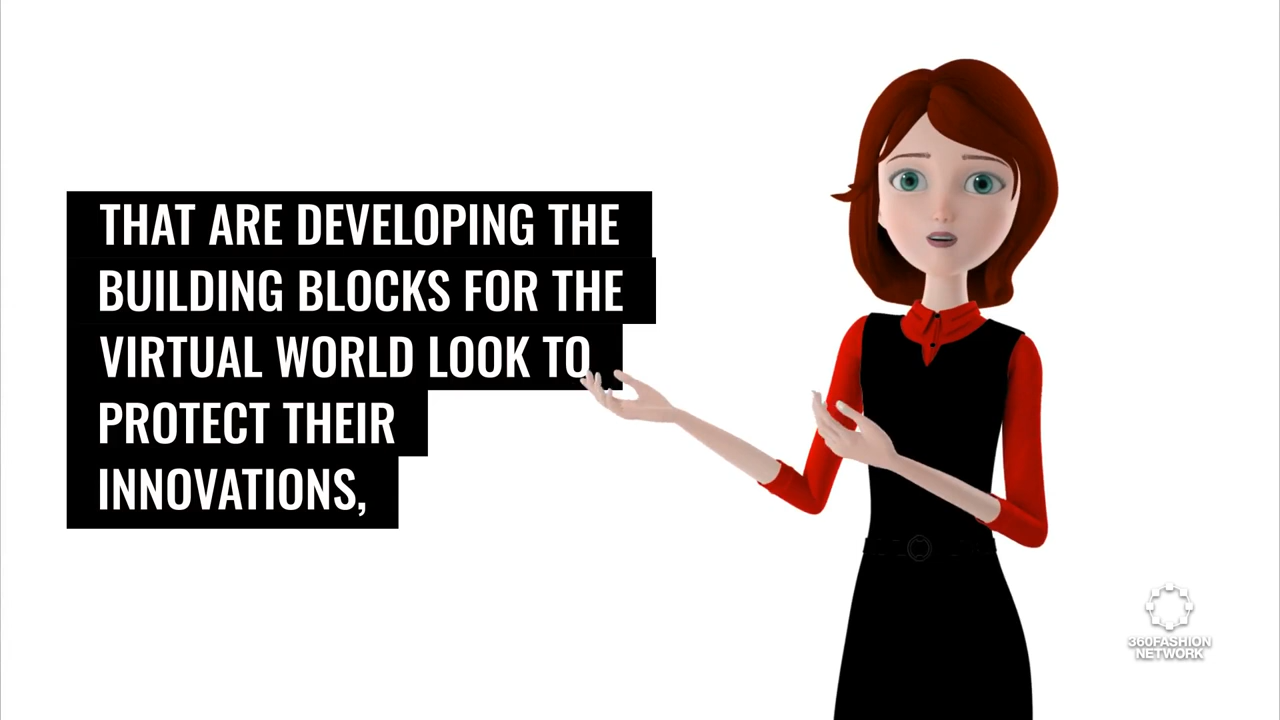 THAT ARE DEVELOPING THE
BUILDING BLOCKS FOR THE
VIRTUAL WORLD LOOK TO
PROTECT THEIR
INNOVATIONS,
360FASHION
NETWORK